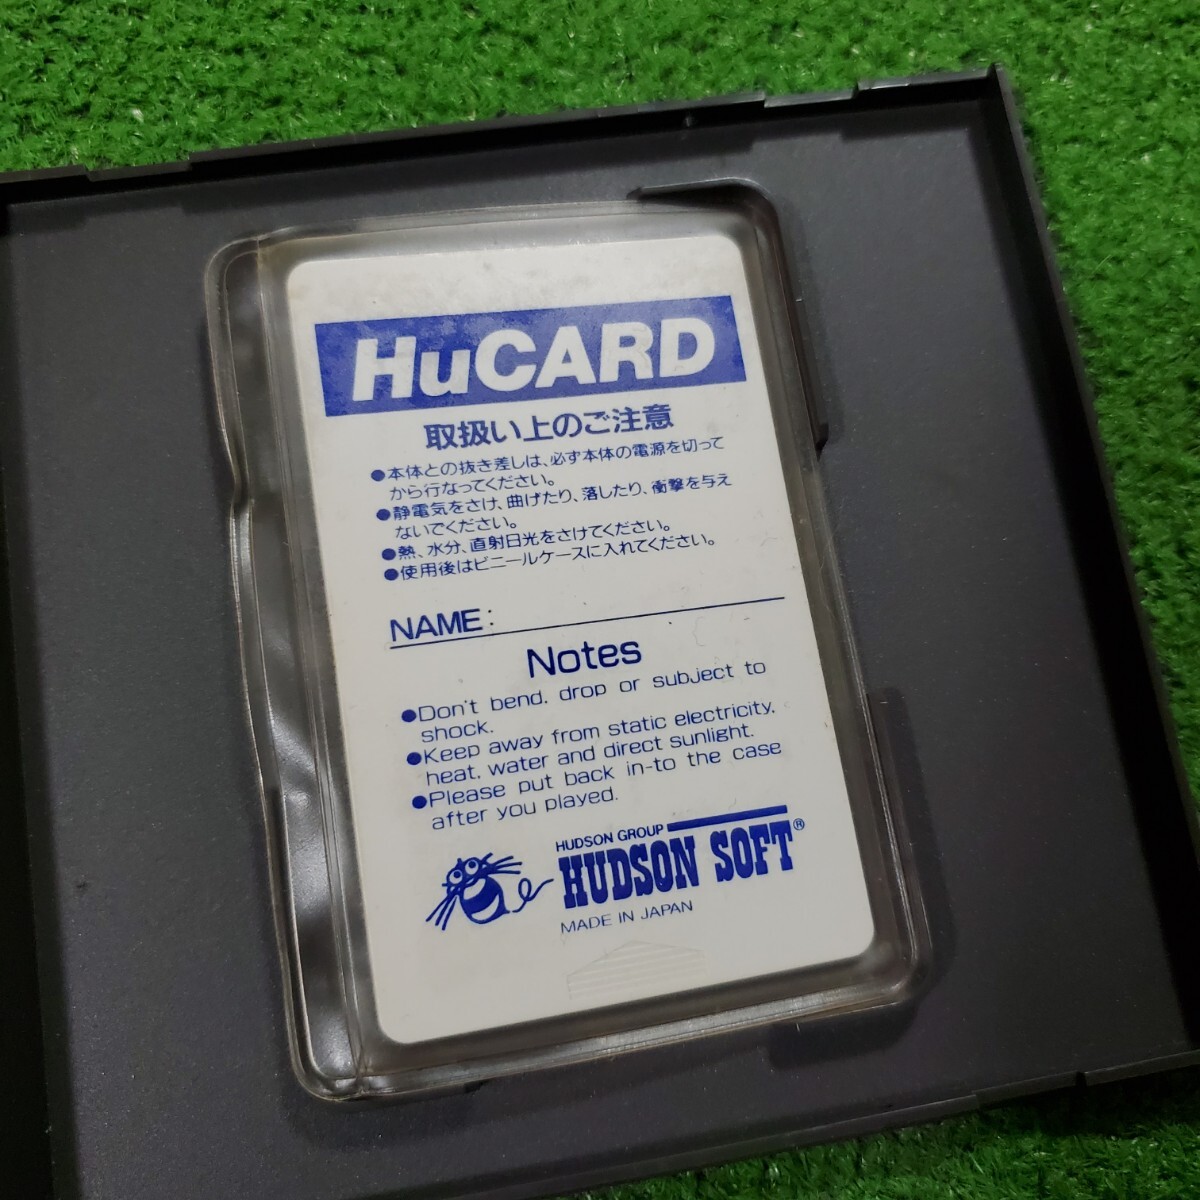 HuCARD
取扱い上のご注意
●本体との抜き差しは、必ず本体の電源を切って
から行なってください。
●静電気をさけ、曲げたり、落したり、衝撃を与え
ないでください。
●熱、水分、直射日光をさけてください。
●使用後はビニールケースに入れてください。
NAME:
Notes
●Don't bend, drop or subject to
shock.
●Keep away from static electricity,
heat, water and direct sunlight.
●Please put back in-to the case
after you played.
HUDSON GROUP
HUDSON SOFT®
MADE IN JAPAN